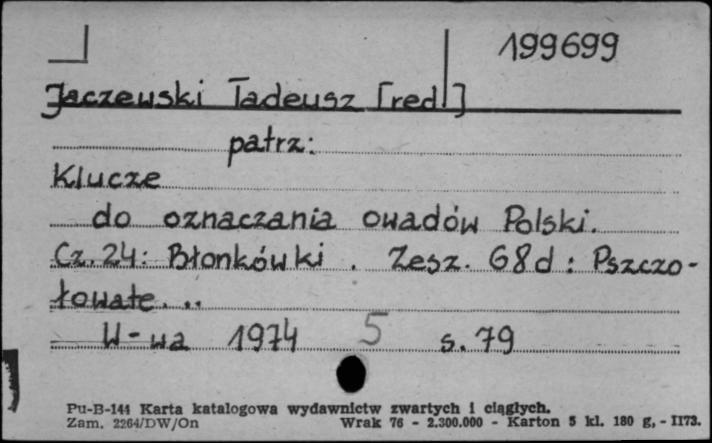 199699
Jaczewski Tadeusz [red]
patrz:
Klucze
do oznaczania owadów Polski.
Cz. 24: Błonkówki . Zesz. 68d : Pszczo-
łowate...
W-wa 1974 5 s. 79
Pu-B-144 Karta katalogowa wydawnictw zwartych i ciągłych.
Zam. 2264/DW/On Wrak 76 - 2.300.000 - Karton 5 kl. 180 g, - II73.